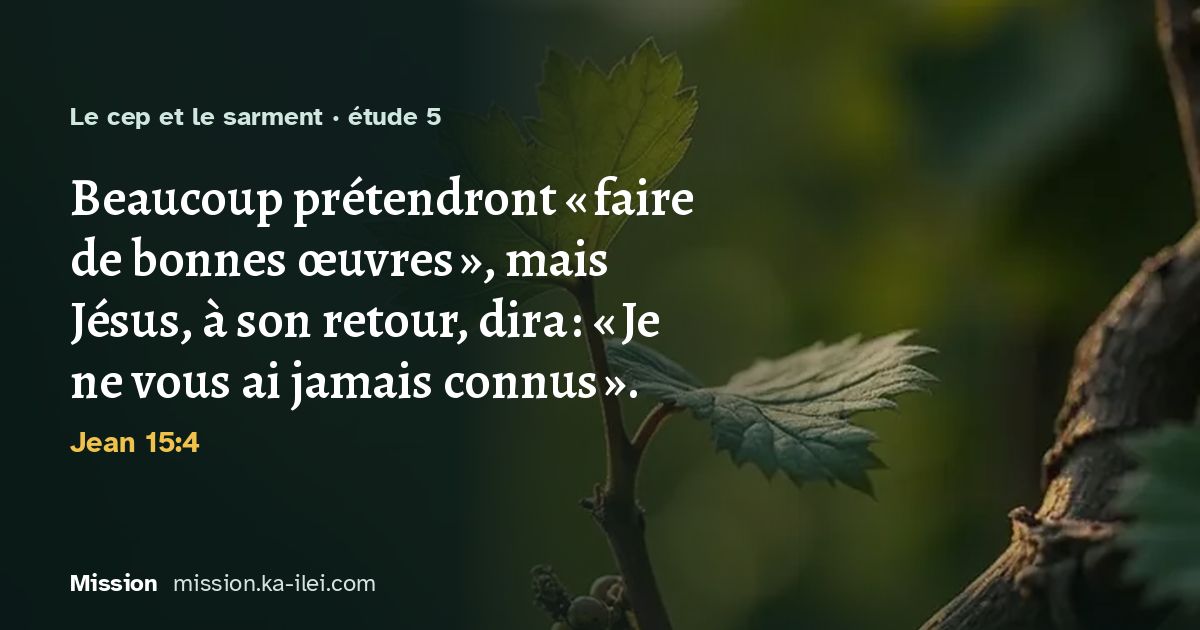 Le cep et le sarment · étude 5
Beaucoup prétendront « faire
de bonnes œuvres », mais
Jésus, à son retour, dira : « Je
ne vous ai jamais connus ».
Jean 15:4
Mission mission.ka-ilei.com